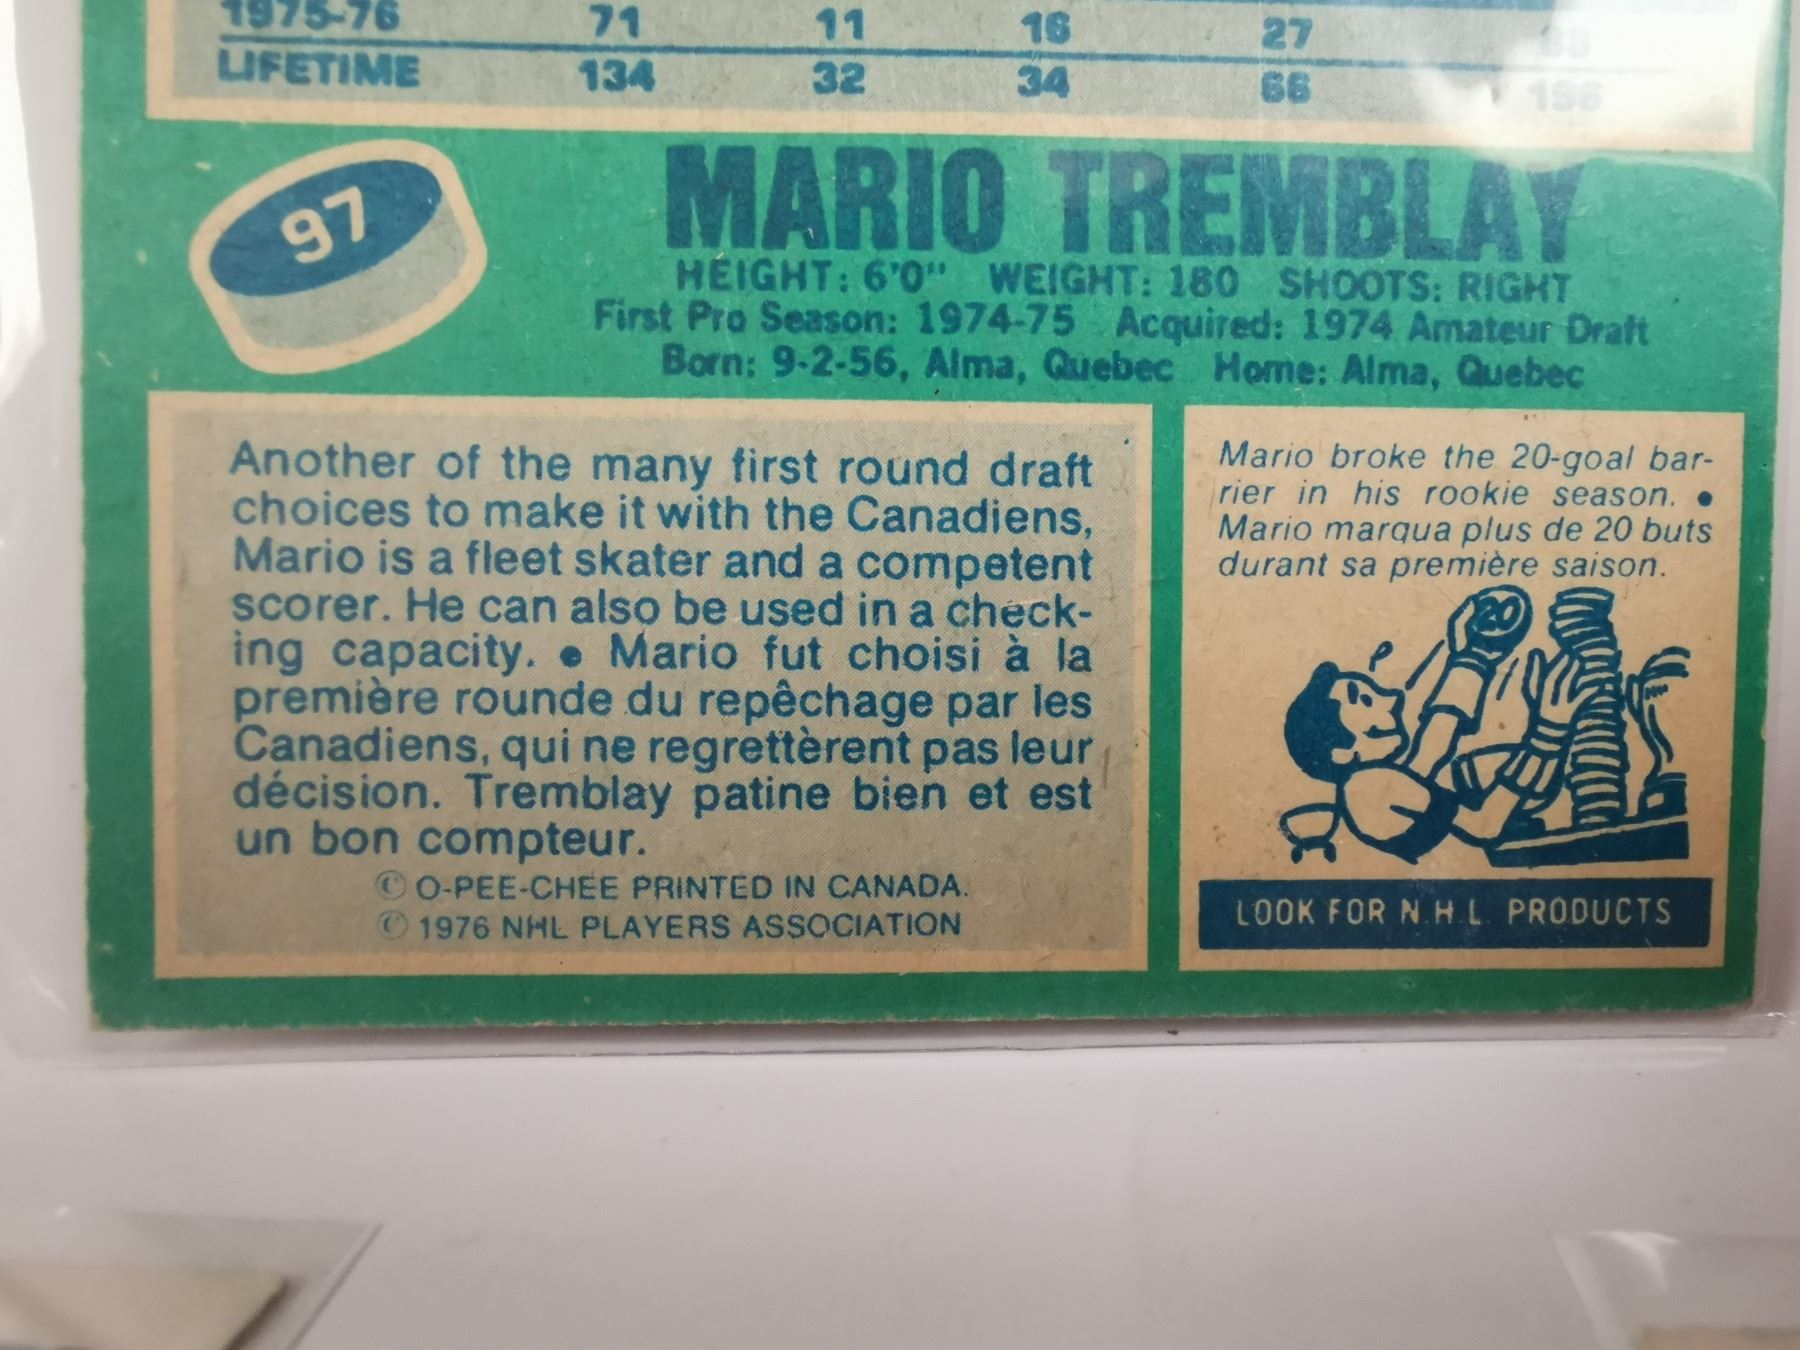 1975-76 71 11 16 27
LIFETIME 134 32 34 66 196
97
MARIO TREMBLAY
HEIGHT: 6'0" WEIGHT: 180 SHOOTS: RIGHT
First Pro Season: 1974-75 Acquired: 1974 Amateur Draft
Born: 9-2-56, Alma, Quebec Home: Alma, Quebec
Another of the many first round draft
choices to make it with the Canadiens,
Mario is a fleet skater and a competent
scorer. He can also be used in a check-
ing capacity. • Mario fut choisi à la
première rounde du repêchage par les
Canadiens, qui ne regrettèrent pas leur
décision. Tremblay patine bien et est
un bon compteur.
© O-PEE-CHEE PRINTED IN CANADA.
© 1976 NHL PLAYERS ASSOCIATION
Mario broke the 20-goal bar-
rier in his rookie season. •
Mario marqua plus de 20 buts
durant sa première saison.
20
LOOK FOR N.H.L. PRODUCTS